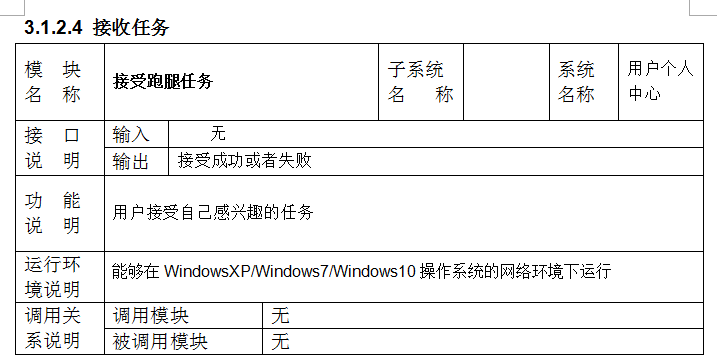 3.1.2.4 接收任务
模 块 名 称
接受跑腿任务
子系统 名 称
系统 名称
用户个人 中心
接 口 说 明
输入
无
输出
接受成功或者失败
功 能 说 明
用户接受自己感兴趣的任务
运行环 境说明
能够在 WindowsXP/Windows7/Windows10 操作系统的网络环境下运行
调用关 系说明
调用模块
无
被调用模块
无